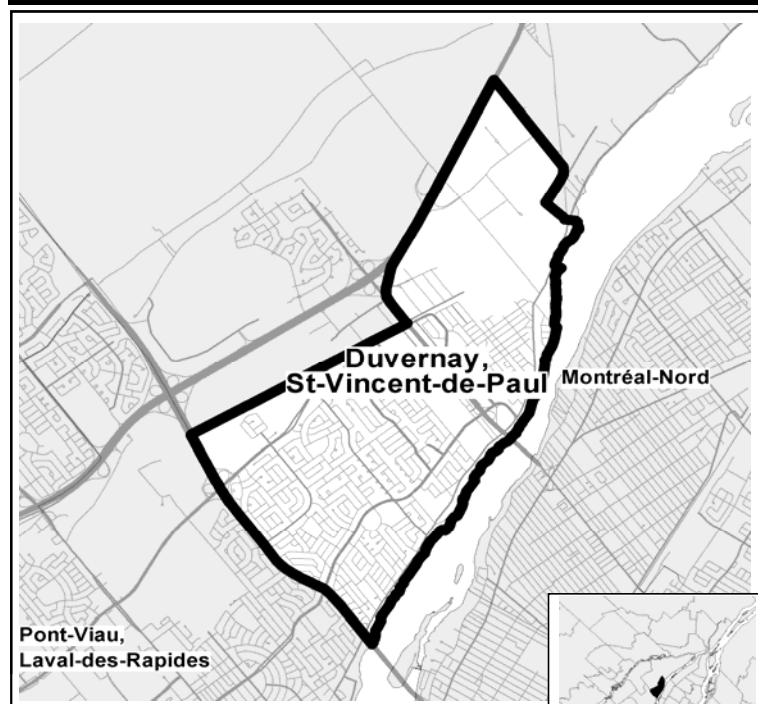 Duvernay,
St-Vincent-de-Paul
Montréal-Nord
Pont-Viau,
Laval-des-Rapides